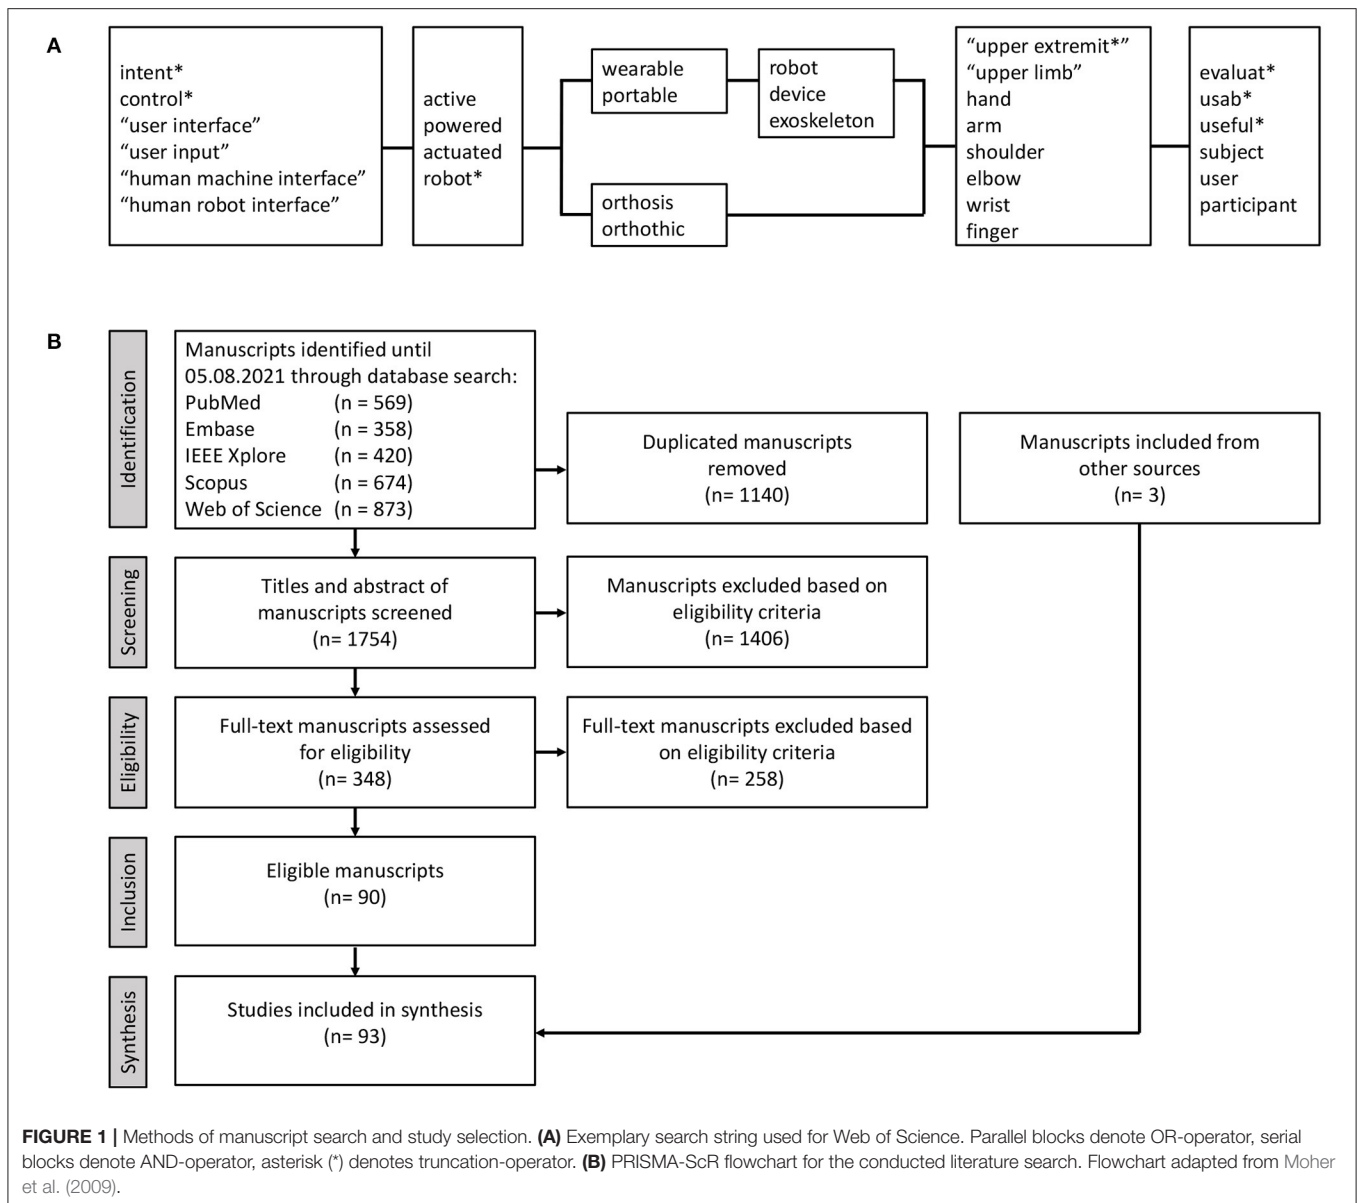 A
intent*
control*
“user interface”
“user input”
“human machine interface”
“human robot interface”
active
powered
actuated
robot*
wearable
portable
robot
device
exoskeleton
orthosis
orthothic
“upper extremit*”
“upper limb”
hand
arm
shoulder
elbow
wrist
finger
evaluat*
usab*
useful*
subject
user
participant
B
Identification
Manuscripts identified until
05.08.2021 through database search:
PubMed (n = 569)
Embase (n = 358)
IEEE Xplore (n = 420)
Scopus (n = 674)
Web of Science (n = 873)
Duplicated manuscripts
removed
(n= 1140)
Manuscripts included from
other sources
(n= 3)
Screening
Titles and abstract of
manuscripts screened
(n= 1754)
Manuscripts excluded based on
eligibility criteria
(n= 1406)
Eligibility
Full-text manuscripts assessed
for eligibility
(n= 348)
Full-text manuscripts excluded based
on eligibility criteria
(n= 258)
Inclusion
Eligible manuscripts
(n= 90)
Synthesis
Studies included in synthesis
(n= 93)
FIGURE 1 | Methods of manuscript search and study selection. (A) Exemplary search string used for Web of Science. Parallel blocks denote OR-operator, serial
blocks denote AND-operator, asterisk (*) denotes truncation-operator. (B) PRISMA-ScR flowchart for the conducted literature search. Flowchart adapted from Moher
et al. (2009).